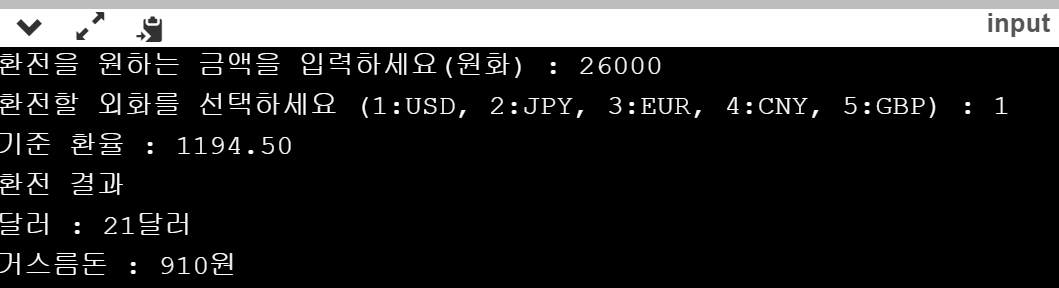 input
환전을 원하는 금액을 입력하세요(원화) : 26000
환전할 외화를 선택하세요 (1:USD, 2:JPY, 3:EUR, 4:CNY, 5:GBP) : 1
기준 환율 : 1194.50
환전 결과
달러 : 21달러
거스름돈 : 910원